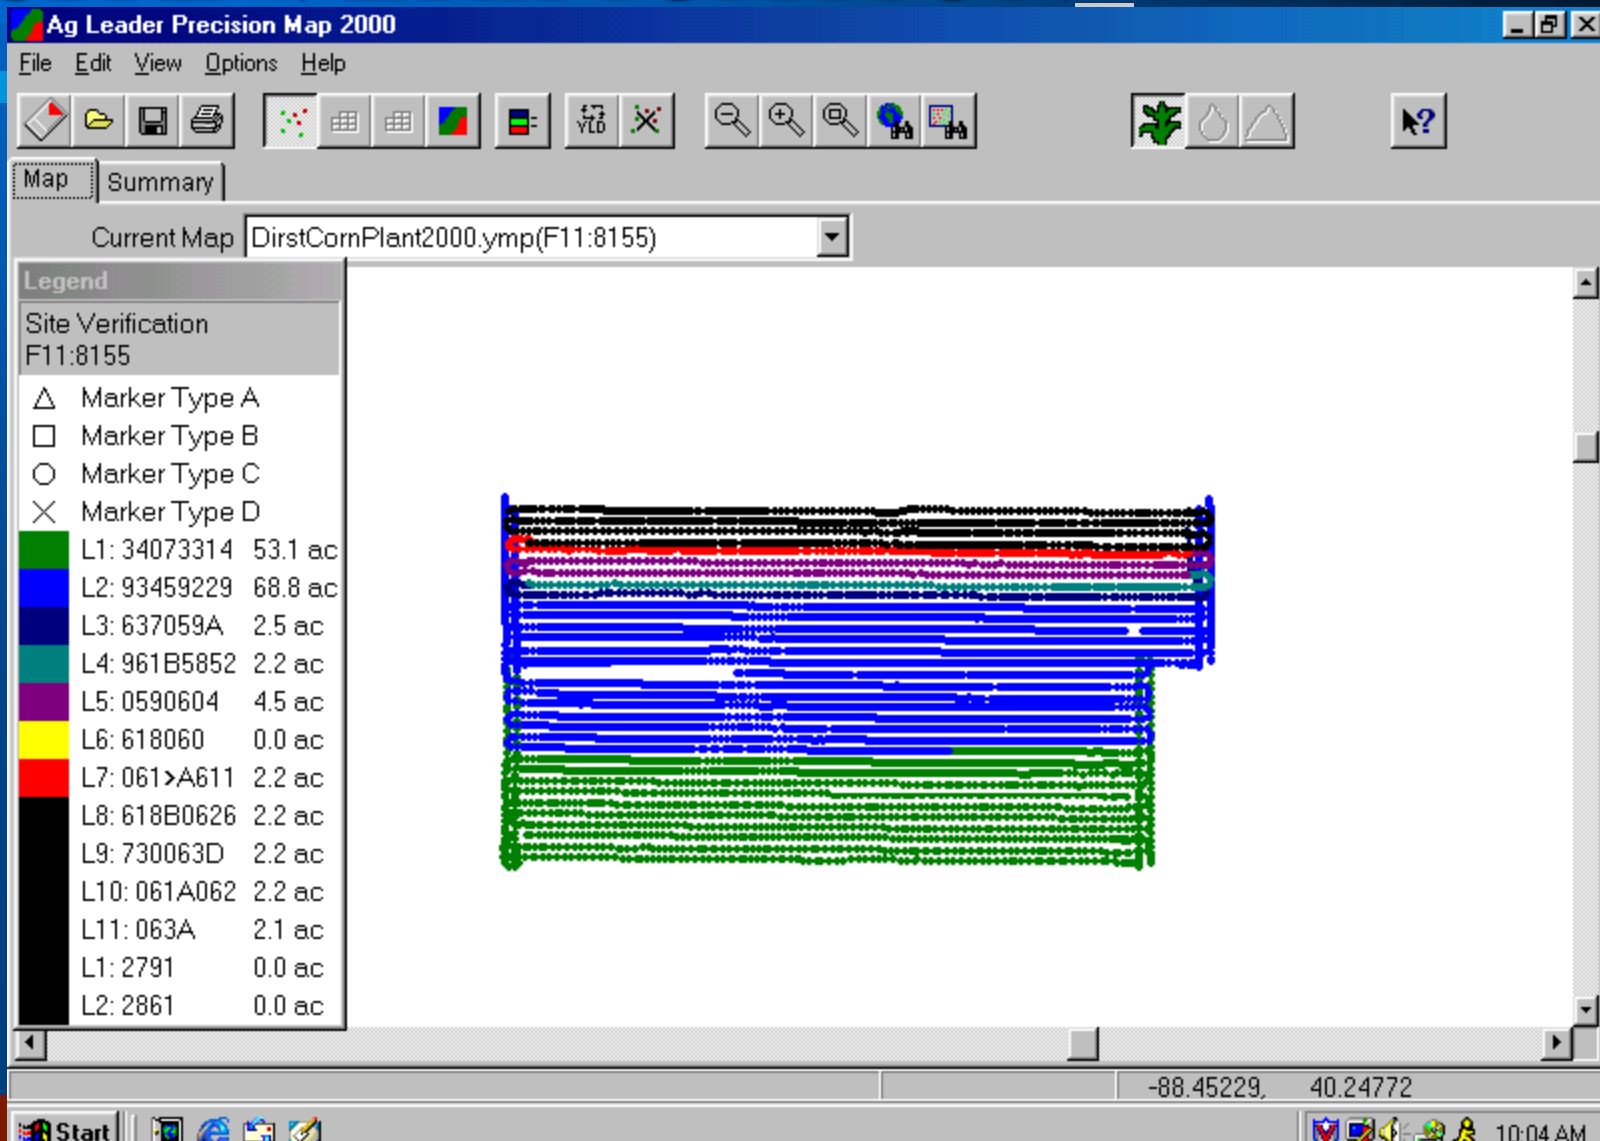 Ag Leader Precision Map 2000
File Edit View Options Help
YLD
Map Summary
Current Map DirstCornPlant2000.ymp(F11:8155)
Legend
Site Verification
F11:8155
Marker Type A
Marker Type B
Marker Type C
Marker Type D
L1: 34073314 53.1 ac
L2: 93459229 68.8 ac
L3: 637059A 2.5 ac
L4: 961B5852 2.2 ac
L5: 0590604 4.5 ac
L6: 618060 0.0 ac
L7: 061>A611 2.2 ac
L8: 618B0626 2.2 ac
L9: 730063D 2.2 ac
L10: 061A062 2.2 ac
L11: 063A 2.1 ac
L1: 2791 0.0 ac
L2: 2861 0.0 ac
-88.45229, 40.24772
Start 10:04 AM